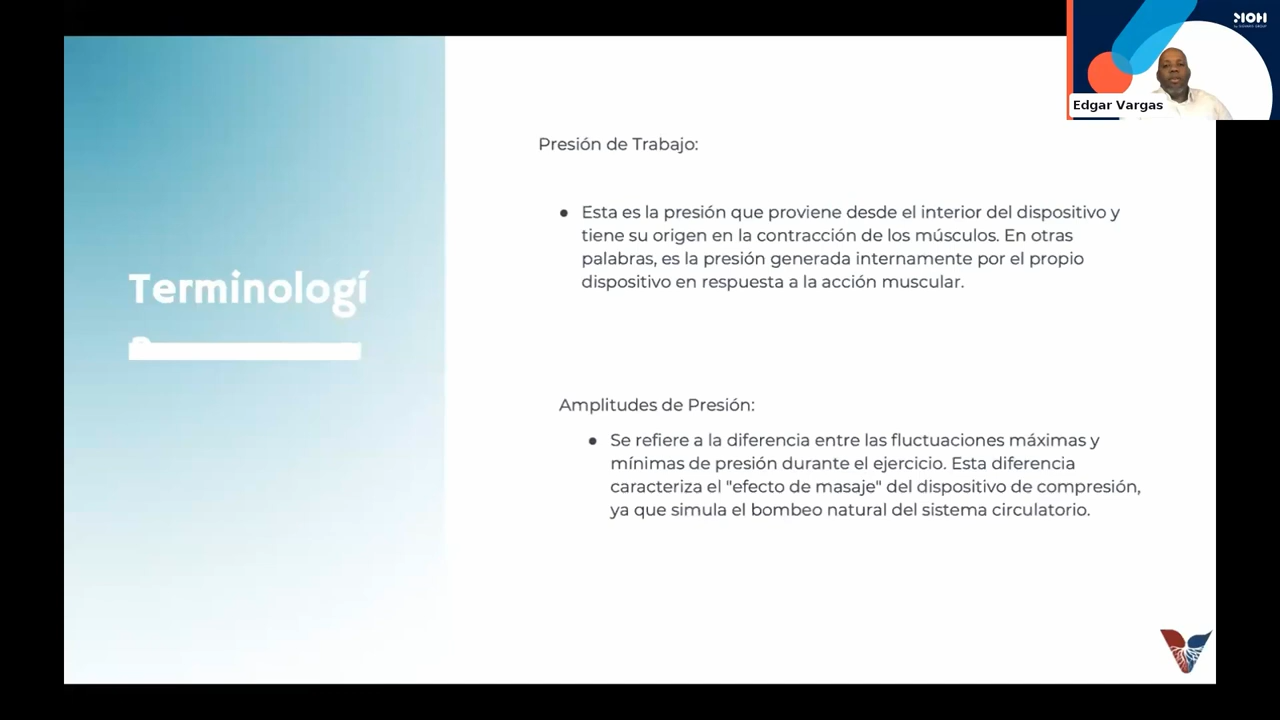 MOH
Edgar Vargas
Presión de Trabajo:
● Esta es la presión que proviene desde el interior del dispositivo y
tiene su origen en la contracción de los músculos. En otras
palabras, es la presión generada internamente por el propio
dispositivo en respuesta a la acción muscular.
Terminologí
Amplitudes de Presión:
● Se refiere a la diferencia entre las fluctuaciones máximas y
mínimas de presión durante el ejercicio. Esta diferencia
caracteriza el "efecto de masaje" del dispositivo de compresión,
ya que simula el bombeo natural del sistema circulatorio.